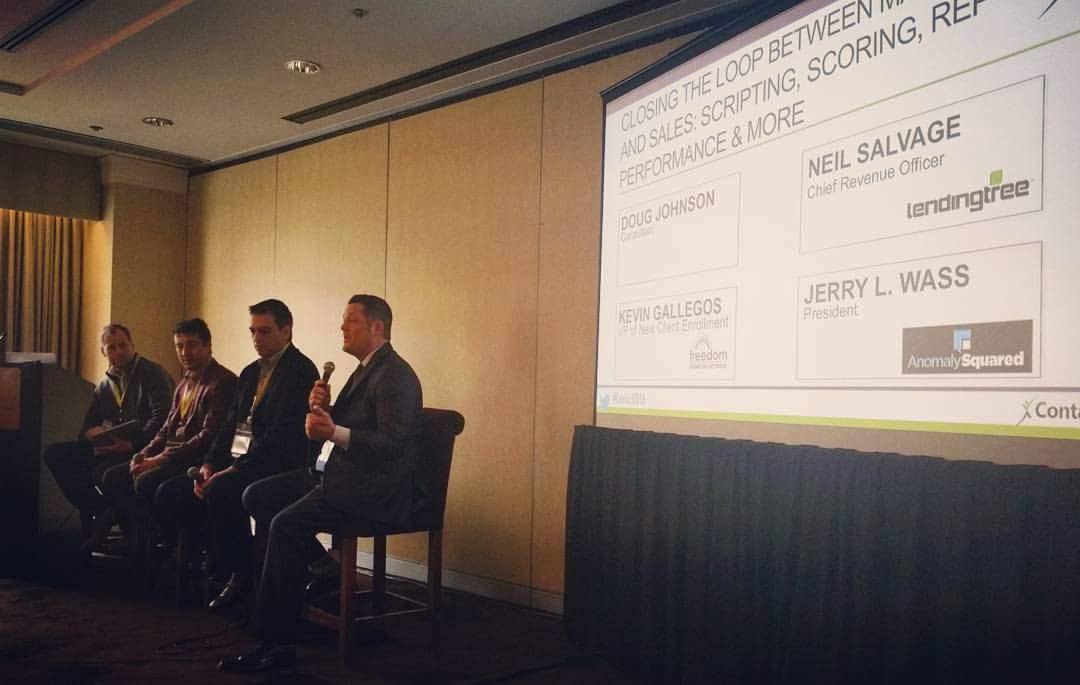 CLOSING THE LOOP BETWEEN
AND SALES: SCRIPTING, SCORING, REP
PERFORMANCE & MORE
DOUG JOHNSON
Consultant
NEIL SALVAGE
Chief Revenue Officer
lendingtree
KEVIN GALLEGOS
VP of New Client Enrollment
freedom
JERRY L. WASS
President
AnomalySquared
Conta